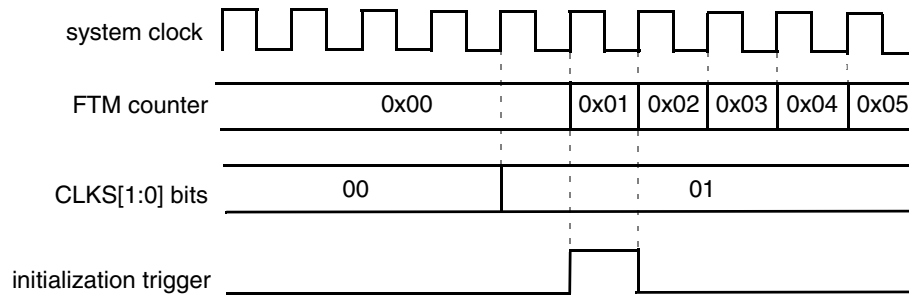 system clock
FTM counter 0x00 0x01 0x02 0x03 0x04 0x05
CLKS[1:0] bits 00 01
initialization trigger